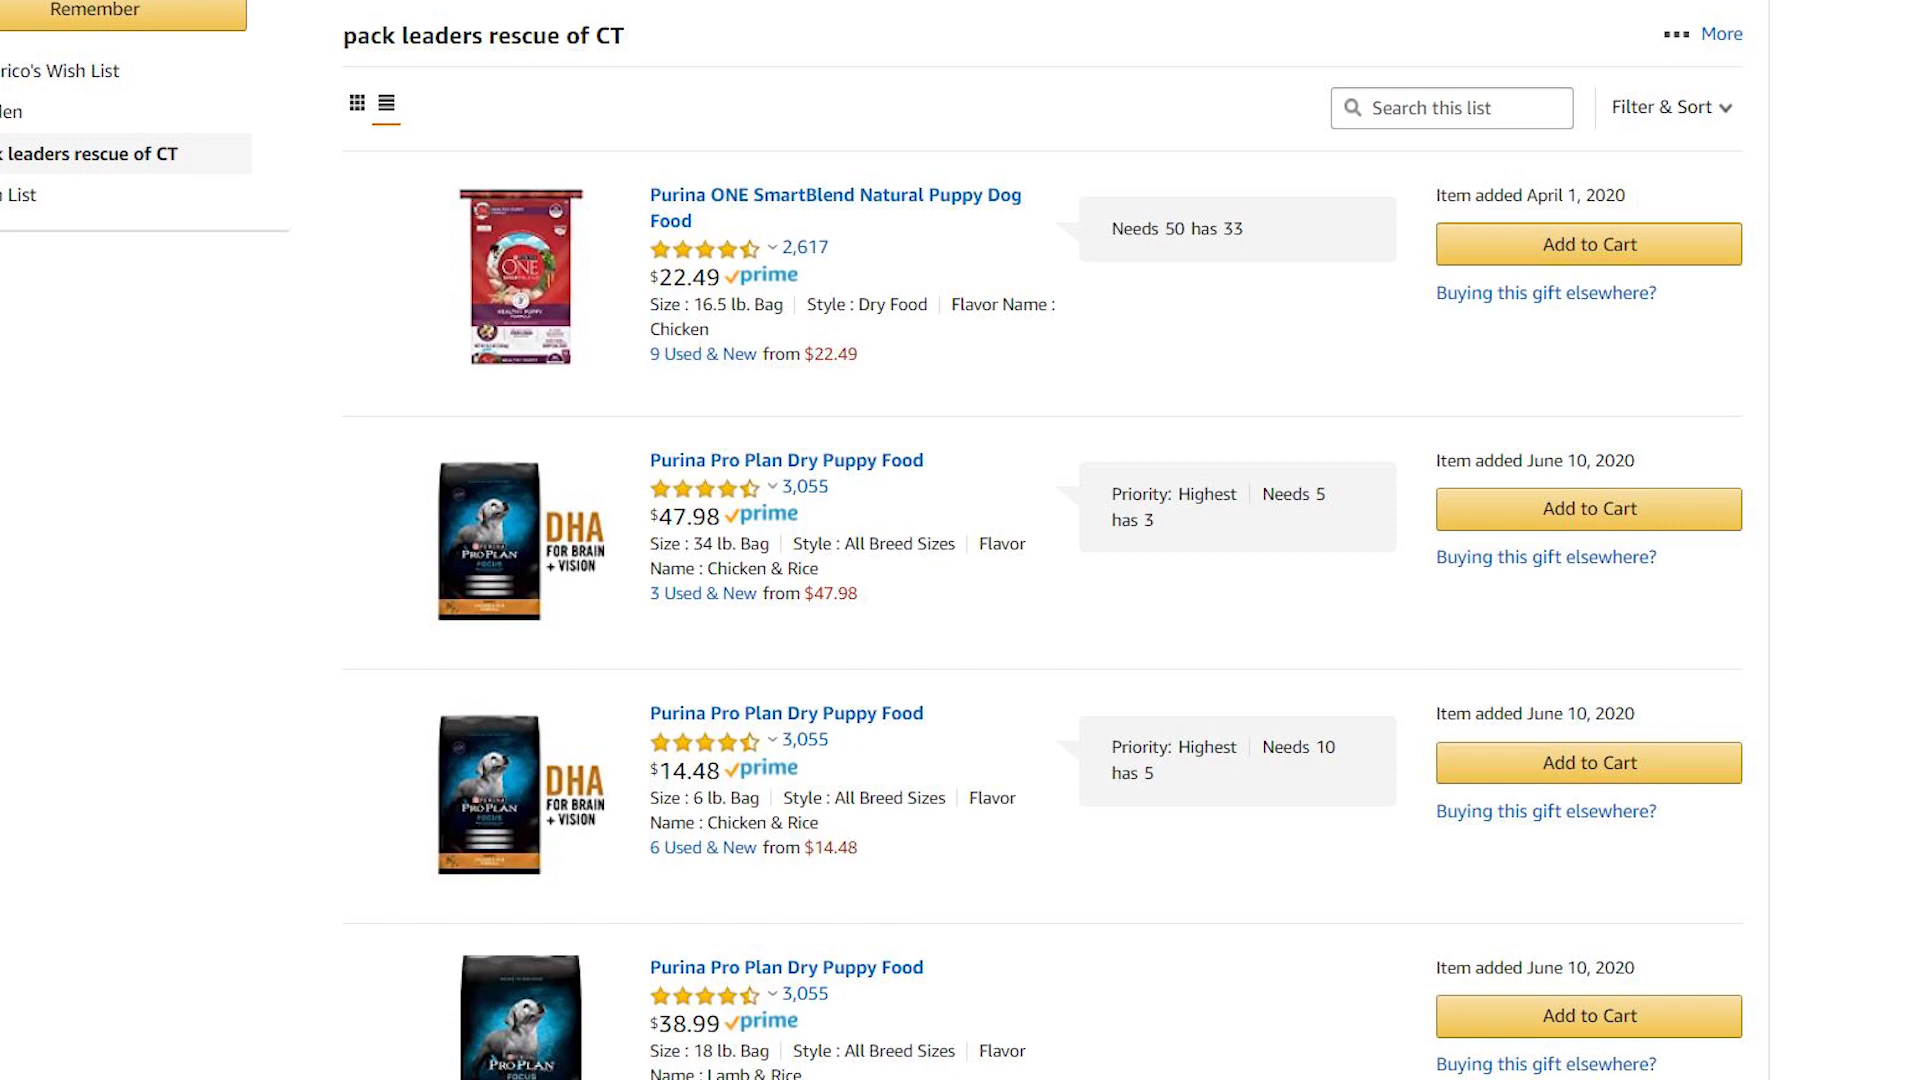 Remember
rico's Wish List
len
k leaders rescue of CT
List
pack leaders rescue of CT
More
Search this list
Filter & Sort
Purina ONE SmartBlend Natural Puppy Dog
Food
2,617
$22.49 prime
Size : 16.5 lb. Bag Style : Dry Food Flavor Name :
Chicken
9 Used & New from $22.49
Needs 50 has 33
Item added April 1, 2020
Add to Cart
Buying this gift elsewhere?
ONE
HEALTHY PUPPY
FORMULA
Purina Pro Plan Dry Puppy Food
3,055
$47.98 prime
Size : 34 lb. Bag Style : All Breed Sizes Flavor
Name : Chicken & Rice
3 Used & New from $47.98
Priority: Highest Needs 5
has 3
Item added June 10, 2020
Add to Cart
Buying this gift elsewhere?
PURINA
PRO PLAN
FOCUS
DHA
FOR BRAIN
+ VISION
Purina Pro Plan Dry Puppy Food
3,055
$14.48 prime
Size : 6 lb. Bag Style : All Breed Sizes Flavor
Name : Chicken & Rice
6 Used & New from $14.48
Priority: Highest Needs 10
has 5
Item added June 10, 2020
Add to Cart
Buying this gift elsewhere?
PURINA
PRO PLAN
FOCUS
DHA
FOR BRAIN
+ VISION
Purina Pro Plan Dry Puppy Food
3,055
$38.99 prime
Size : 18 lb. Bag Style : All Breed Sizes Flavor
Name : Lamb & Rice
Item added June 10, 2020
Add to Cart
Buying this gift elsewhere?
PURINA
PRO PLAN
FOCUS